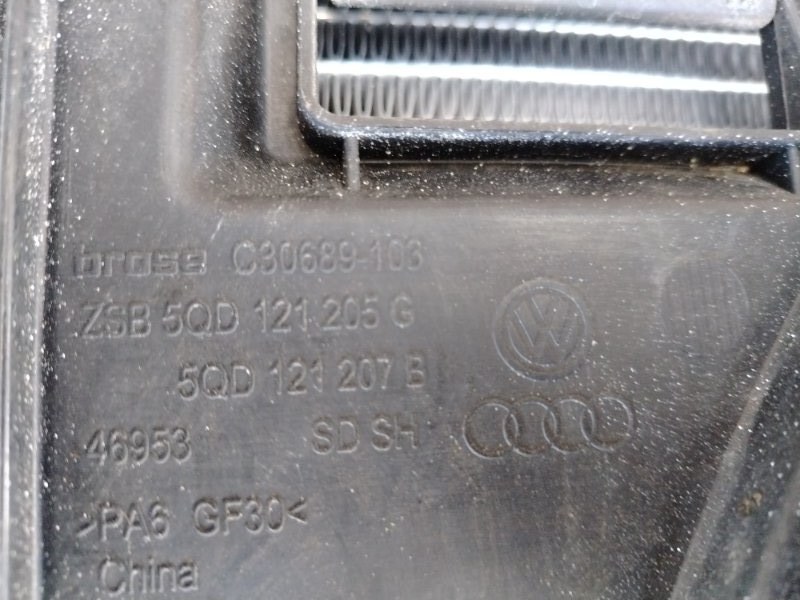 brose C30689-103
ZSB 5QD 121 205 G
5QD 121 207 B
46953 SD SH
>PA6 GF30<
China